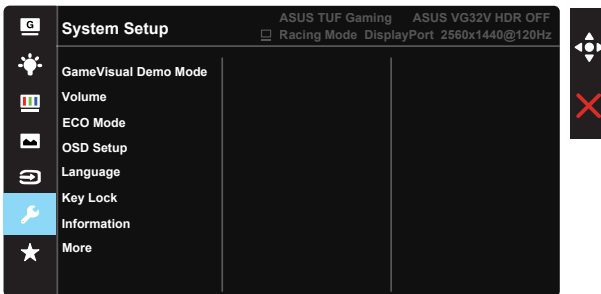 G
System Setup
ASUS TUF Gaming ASUS VG32V HDR OFF
Racing Mode DisplayPort 2560x1440@120Hz
GameVisual Demo Mode
Volume
ECO Mode
OSD Setup
Language
Key Lock
Information
More